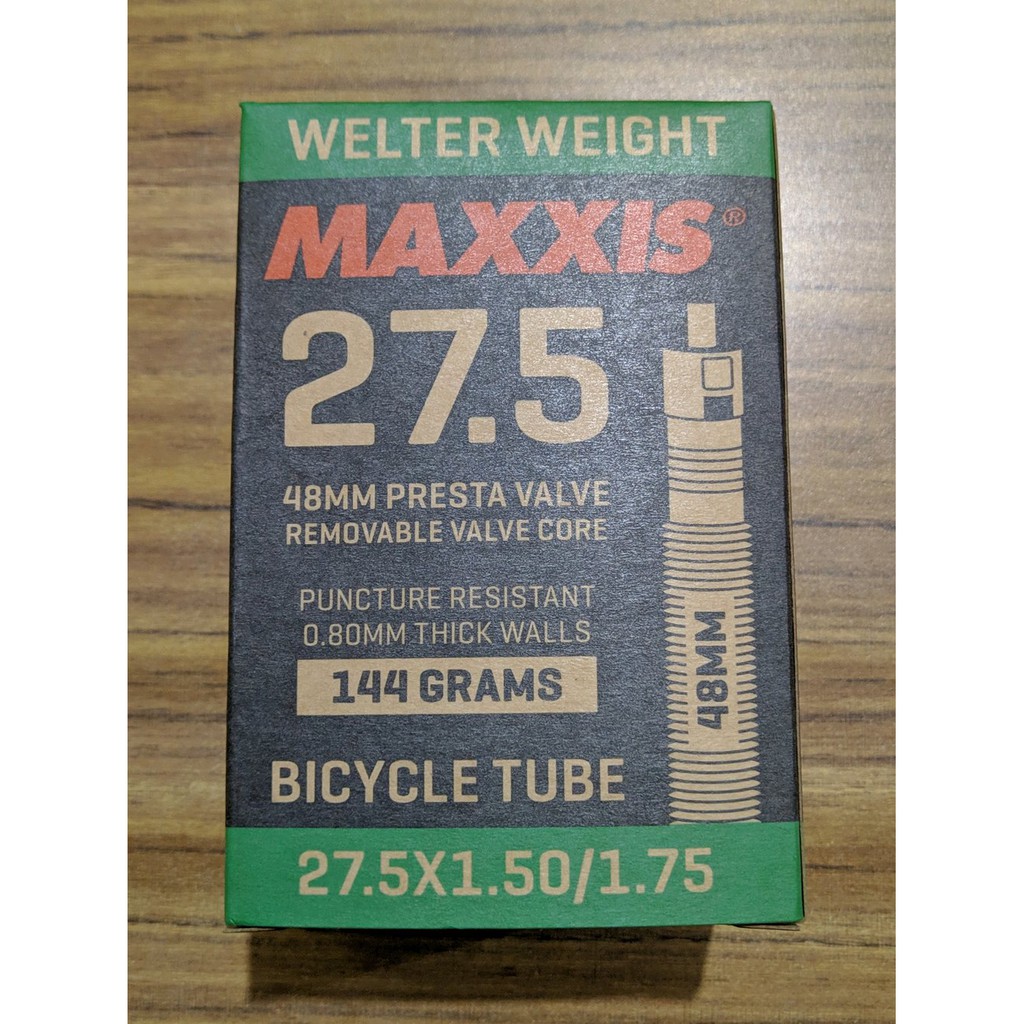 WELTER WEIGHT
MAXXIS®
27.5
48MM PRESTA VALVE
REMOVABLE VALVE CORE
PUNCTURE RESISTANT
0.80MM THICK WALLS
144 GRAMS
48MM
BICYCLE TUBE
27.5X1.50/1.75